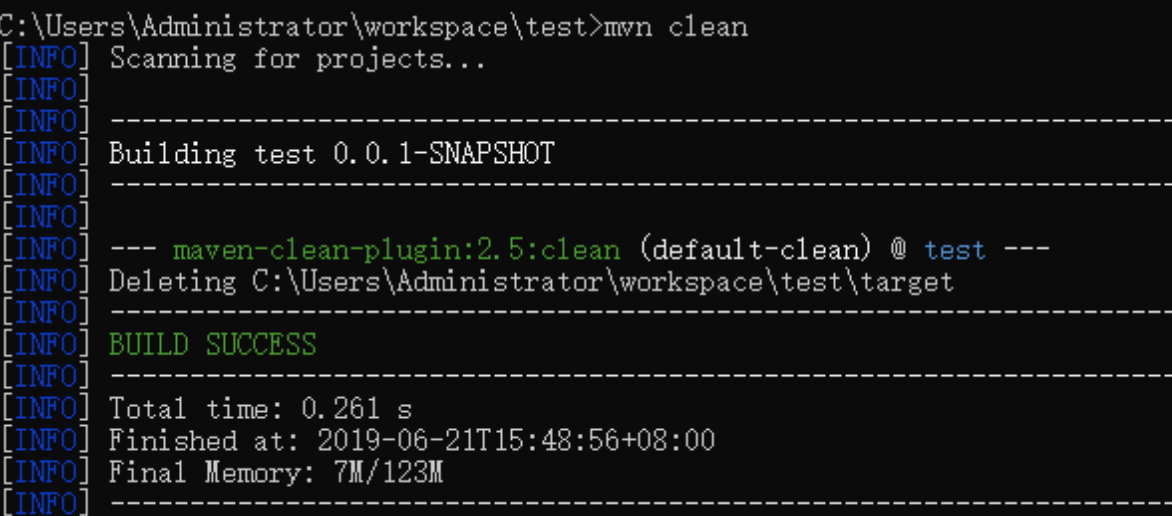 C:\Users\Administrator\workspace\test>mvn clean
[INFO] Scanning for projects...
[INFO]
[INFO] ------------------------------------------------------------------
[INFO] Building test 0.0.1-SNAPSHOT
[INFO] ------------------------------------------------------------------
[INFO]
[INFO] --- maven-clean-plugin:2.5:clean (default-clean) @ test ---
[INFO] Deleting C:\Users\Administrator\workspace\test\target
[INFO] ------------------------------------------------------------------
[INFO] BUILD SUCCESS
[INFO] ------------------------------------------------------------------
[INFO] Total time: 0.261 s
[INFO] Finished at: 2019-06-21T15:48:56+08:00
[INFO] Final Memory: 7M/123M
[INFO] ------------------------------------------------------------------